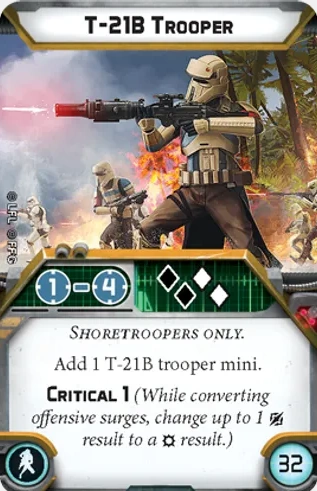 T-21B Trooper
© LFL © FFG
1 – 4
Shoretroopers only.
Add 1 T-21B trooper mini.
Critical 1 (While converting
offensive surges, change up to 1
result to a result.)
32